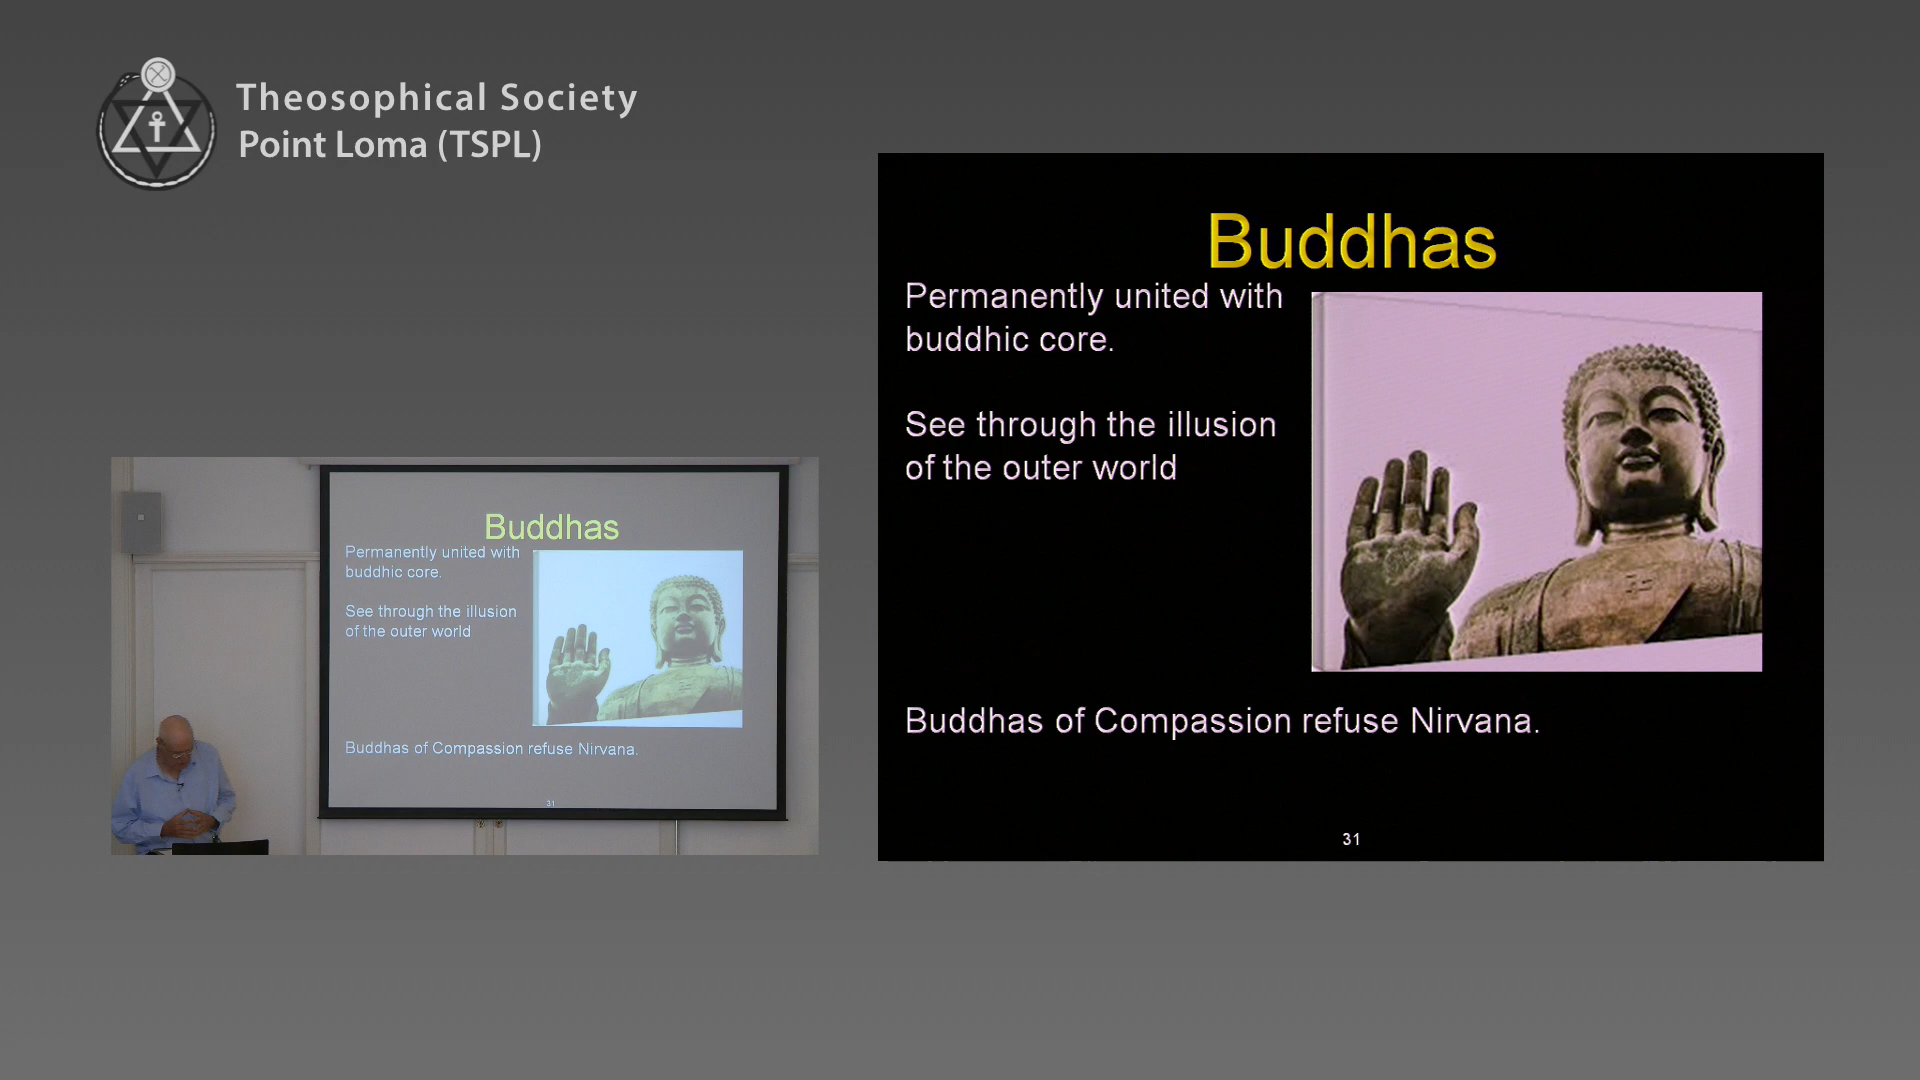 Theosophical Society
Point Loma (TSPL)
Buddhas
Permanently united with
buddhic core.
See through the illusion
of the outer world
Buddhas of Compassion refuse Nirvana.
31
Buddhas
Permanently united with
buddhic core.
See through the illusion
of the outer world
Buddhas of Compassion refuse Nirvana.
31